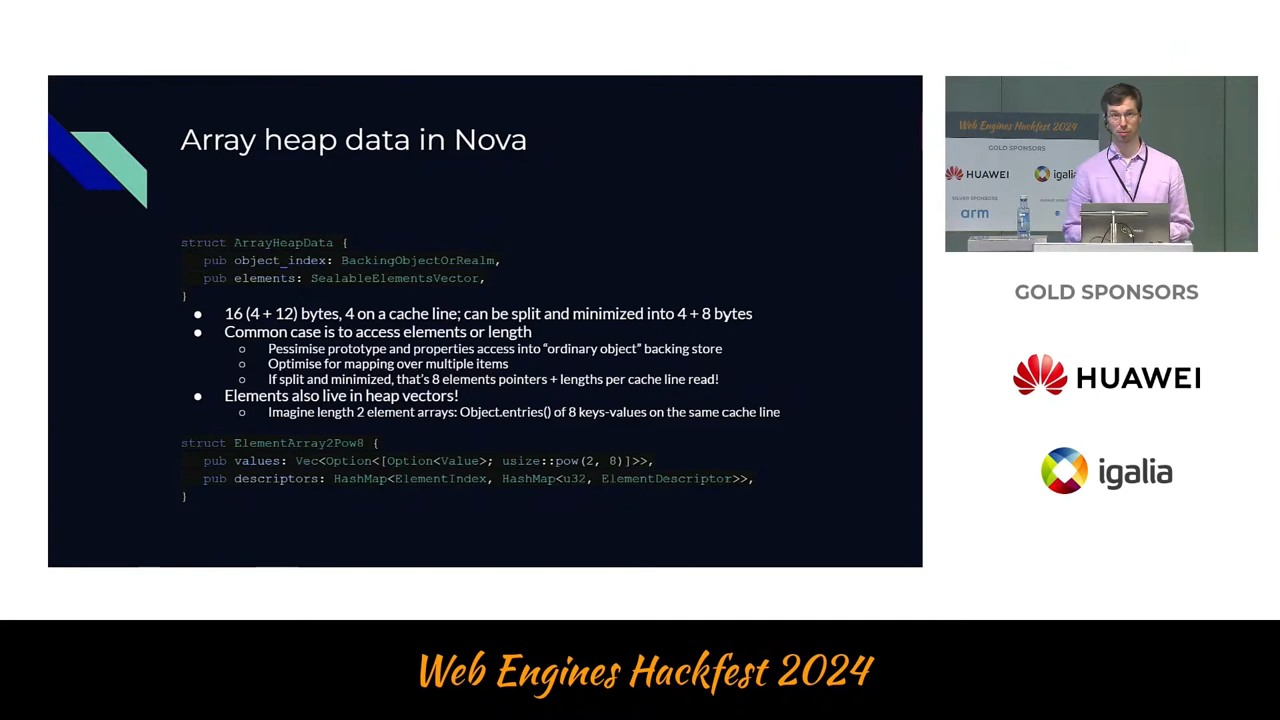 Array heap data in Nova
struct ArrayHeapData {
pub object_index: BackingObjectOrRealm,
pub elements: SealableElementsVector,
}
● 16 (4 + 12) bytes, 4 on a cache line; can be split and minimized into 4 + 8 bytes
● Common case is to access elements or length
○ Pessimise prototype and properties access into “ordinary object” backing store
○ Optimise for mapping over multiple items
○ If split and minimized, that’s 8 elements pointers + lengths per cache line read!
● Elements also live in heap vectors!
○ Imagine length 2 element arrays: Object.entries() of 8 keys-values on the same cache line
struct ElementArray2Pow8 {
pub values: Vec<Option<[Option<Value>; usize::pow(2, 8)]>>,
pub descriptors: HashMap<ElementIndex, HashMap<u32, ElementDescriptor>>,
}
Web Engines Hackfest 2024
GOLD SPONSORS
HUAWEI
igalia
SILVER SPONSORS
arm
GOLD SPONSORS
HUAWEI
igalia
Web Engines Hackfest 2024